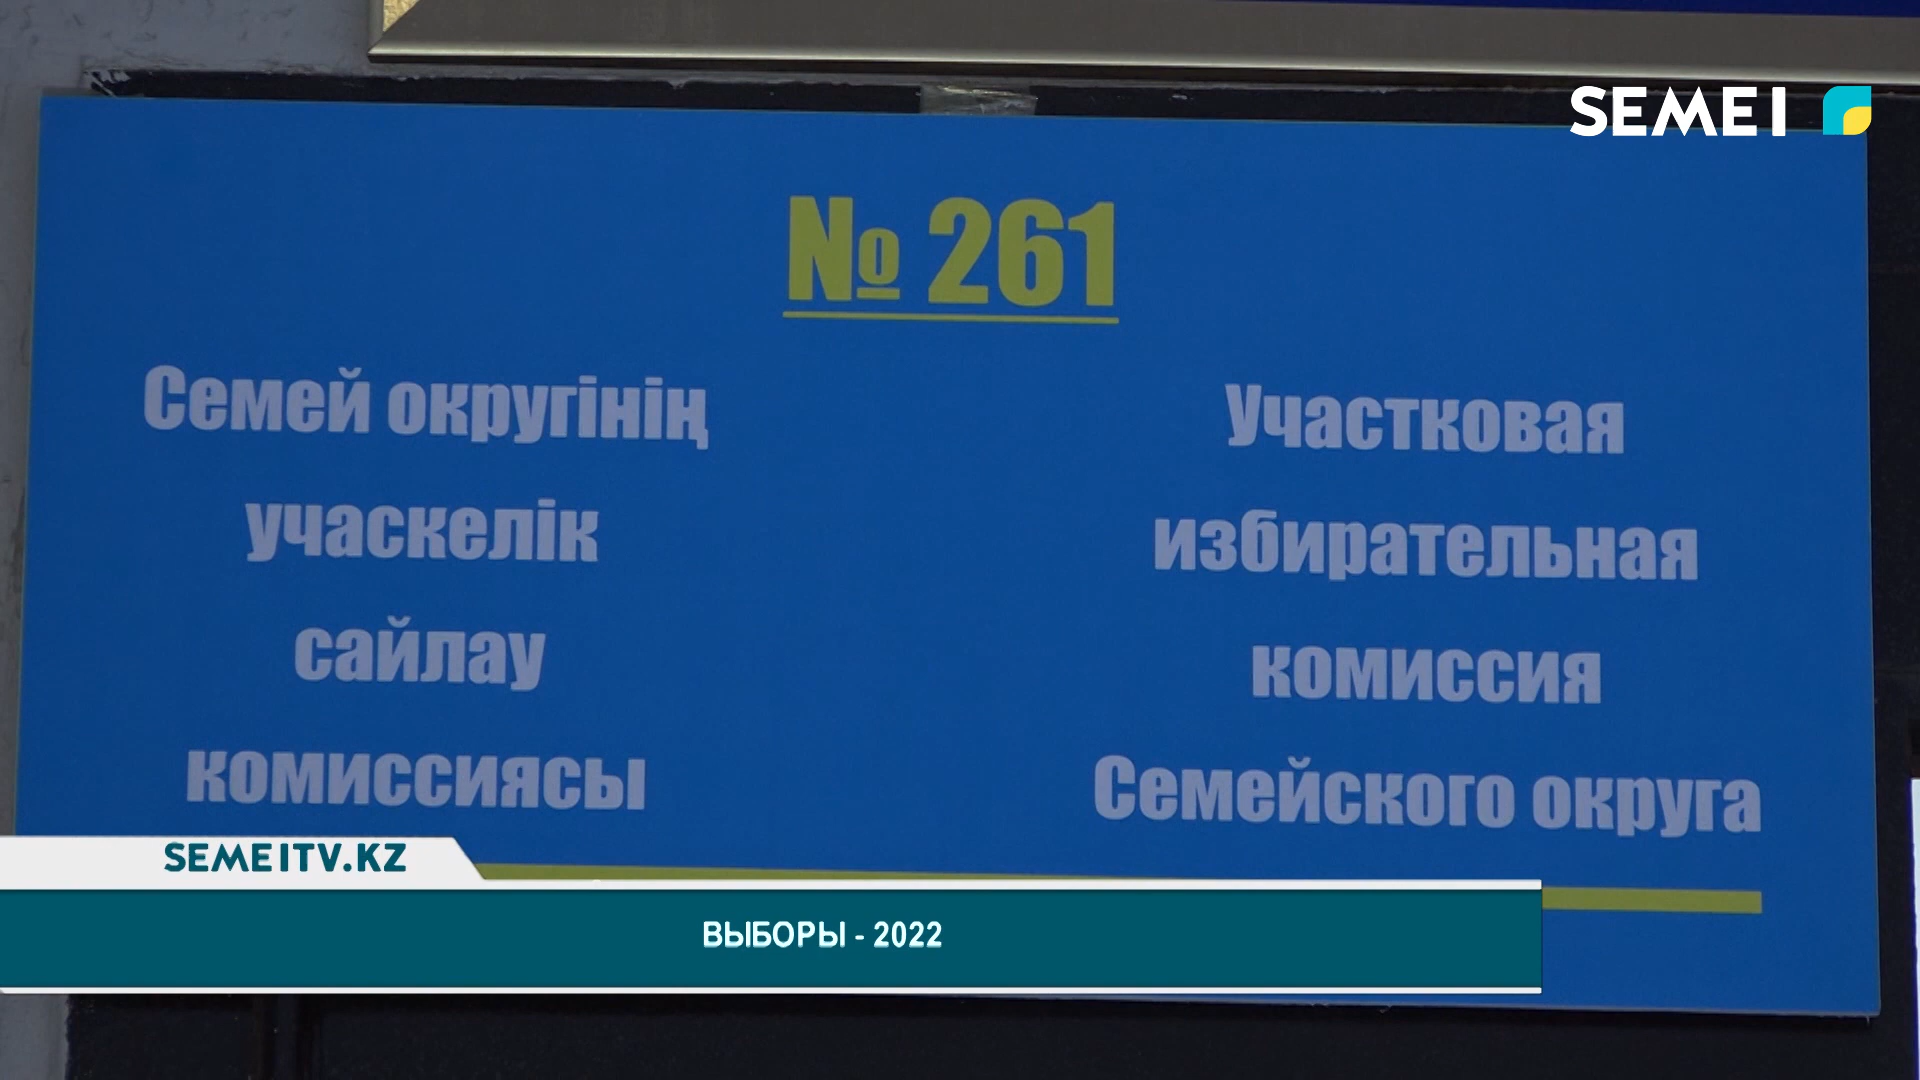 SEMEI
№ 261
Семей округінің
учаскелік
сайлау
комиссиясы
Участковая
избирательная
комиссия
Семейского округа
SEMEITV.KZ
ВЫБОРЫ - 2022